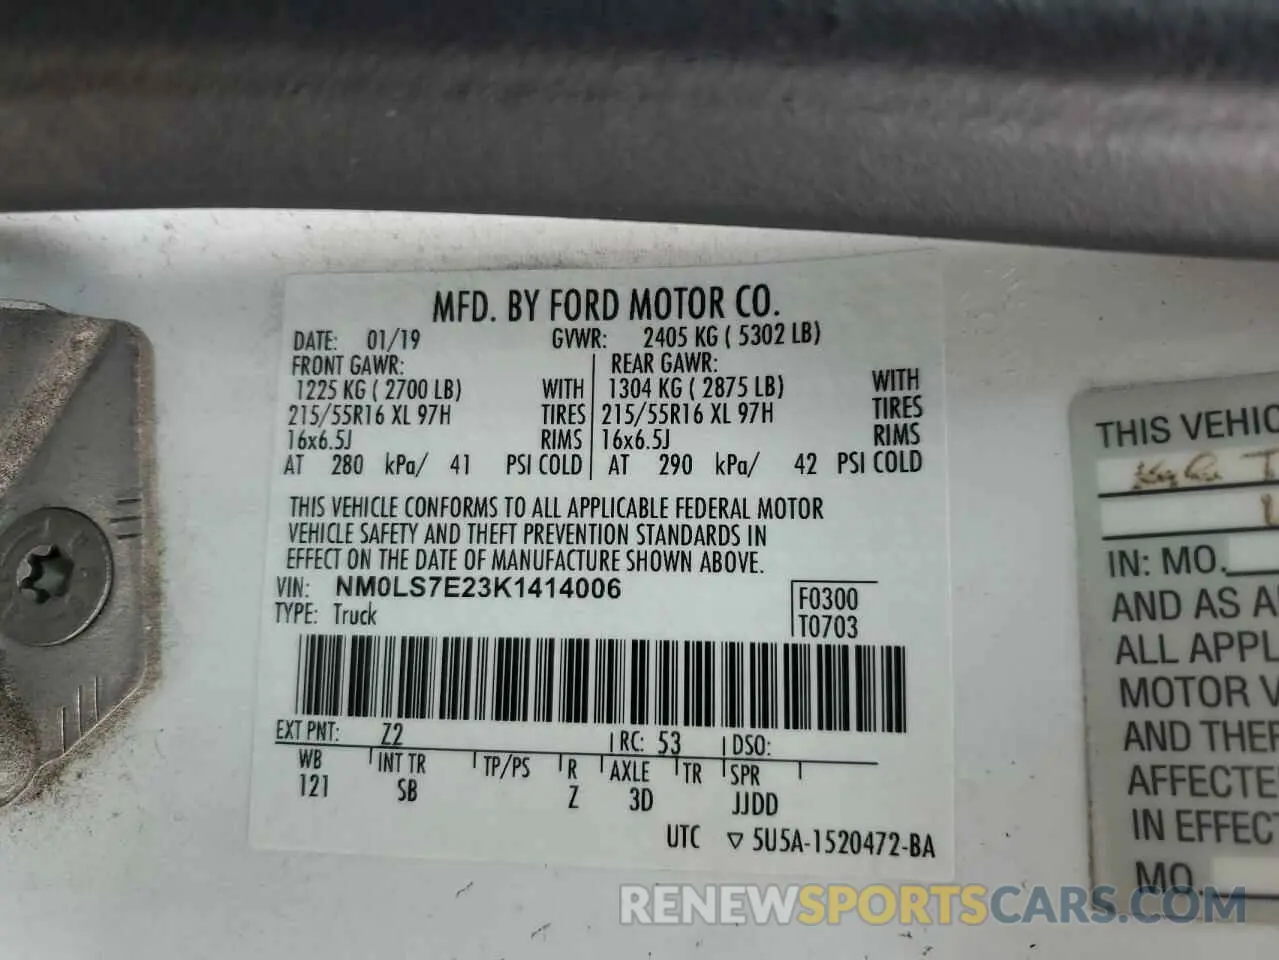 MFD. BY FORD MOTOR CO.
DATE: 01/19 GVWR: 2405 KG ( 5302 LB)
FRONT GAWR: REAR GAWR:
1225 KG ( 2700 LB) WITH 1304 KG ( 2875 LB) WITH
215/55R16 XL 97H TIRES 215/55R16 XL 97H TIRES
16x6.5J RIMS 16x6.5J RIMS
AT 280 kPa/ 41 PSI COLD AT 290 kPa/ 42 PSI COLD
THIS VEHICLE CONFORMS TO ALL APPLICABLE FEDERAL MOTOR
VEHICLE SAFETY AND THEFT PREVENTION STANDARDS IN
EFFECT ON THE DATE OF MANUFACTURE SHOWN ABOVE.
VIN: NM0LS7E23K1414006
TYPE: Truck
F0300
T0703
EXT PNT: Z2 RC: 53 DSO:
WB INT TR TP/PS R AXLE TR SPR
121 SB Z 3D JJDD
UTC ▽ 5U5A-1520472-BA
THIS VEHIC
IN: MO.
AND AS A
ALL APPL
MOTOR V
AND THEF
AFFECTE
IN EFFECT
MO.
RENEWSPORTSCARS.COM